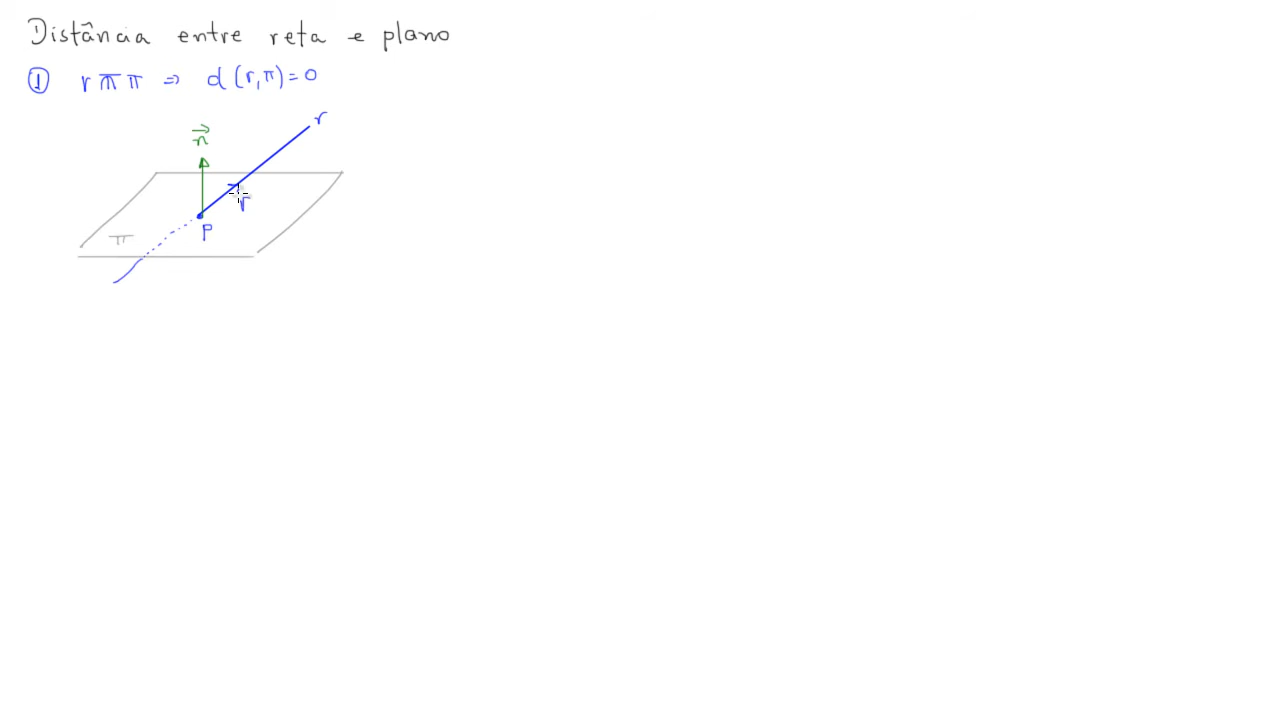 Distância entre reta e plano
① r ⊼ π ⇒ d(r,π)=0
r
n⃗
r⃗
P
π